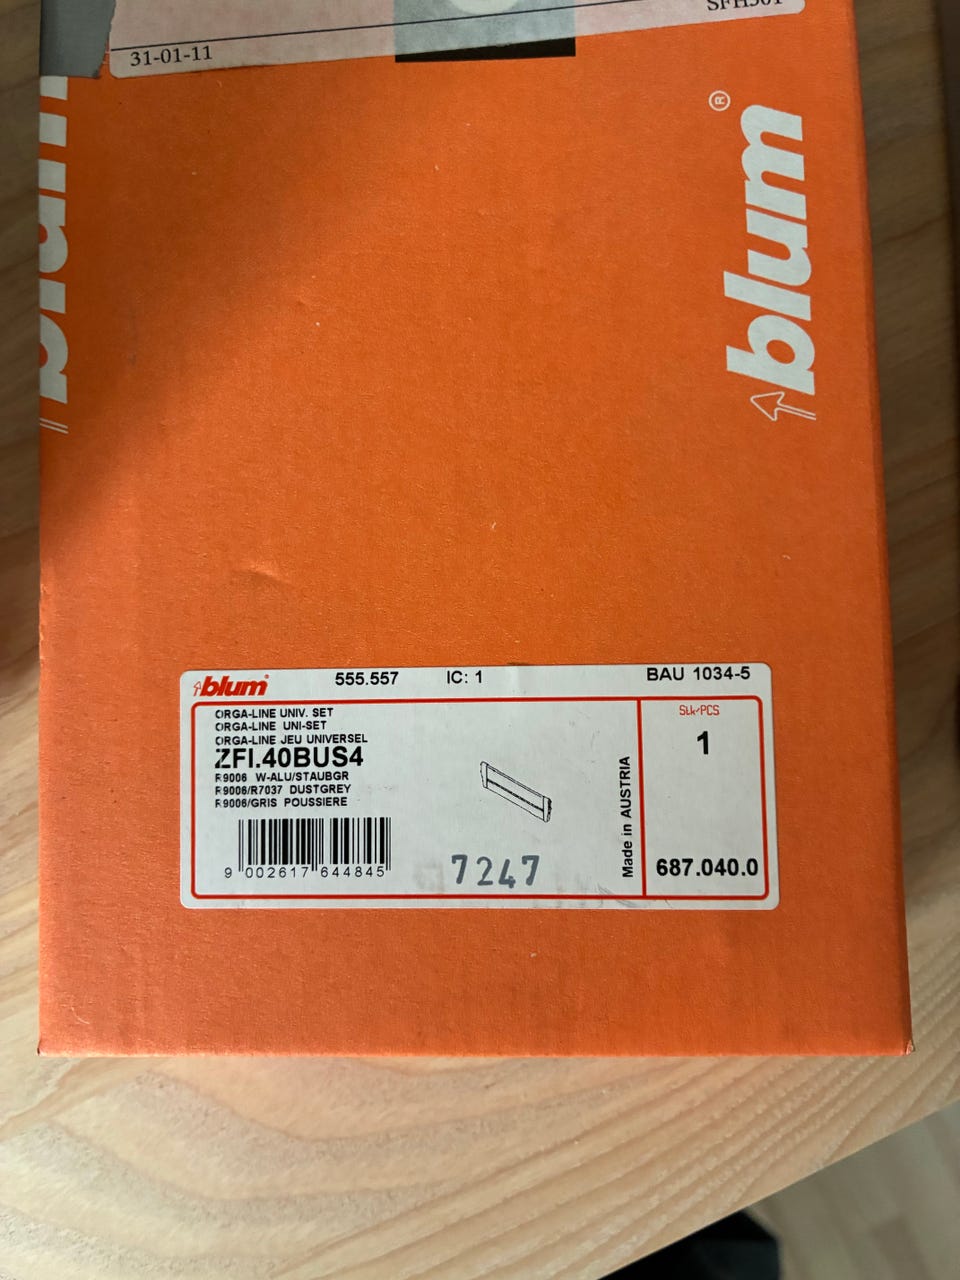 31-01-11
SFH301
blum®
blum
blum 555.557 IC: 1 BAU 1034-5
ORGA-LINE UNIV. SET
ORGA-LINE UNI-SET
ORGA-LINE JEU UNIVERSEL
ZFI.40BUS4
R9006 W-ALU/STAUBGR
R9006/R7037 DUSTGREY
R9006/GRIS POUSSIERE
9 002617 644845
7247
Made in AUSTRIA
Stk/PCS
1
687.040.0